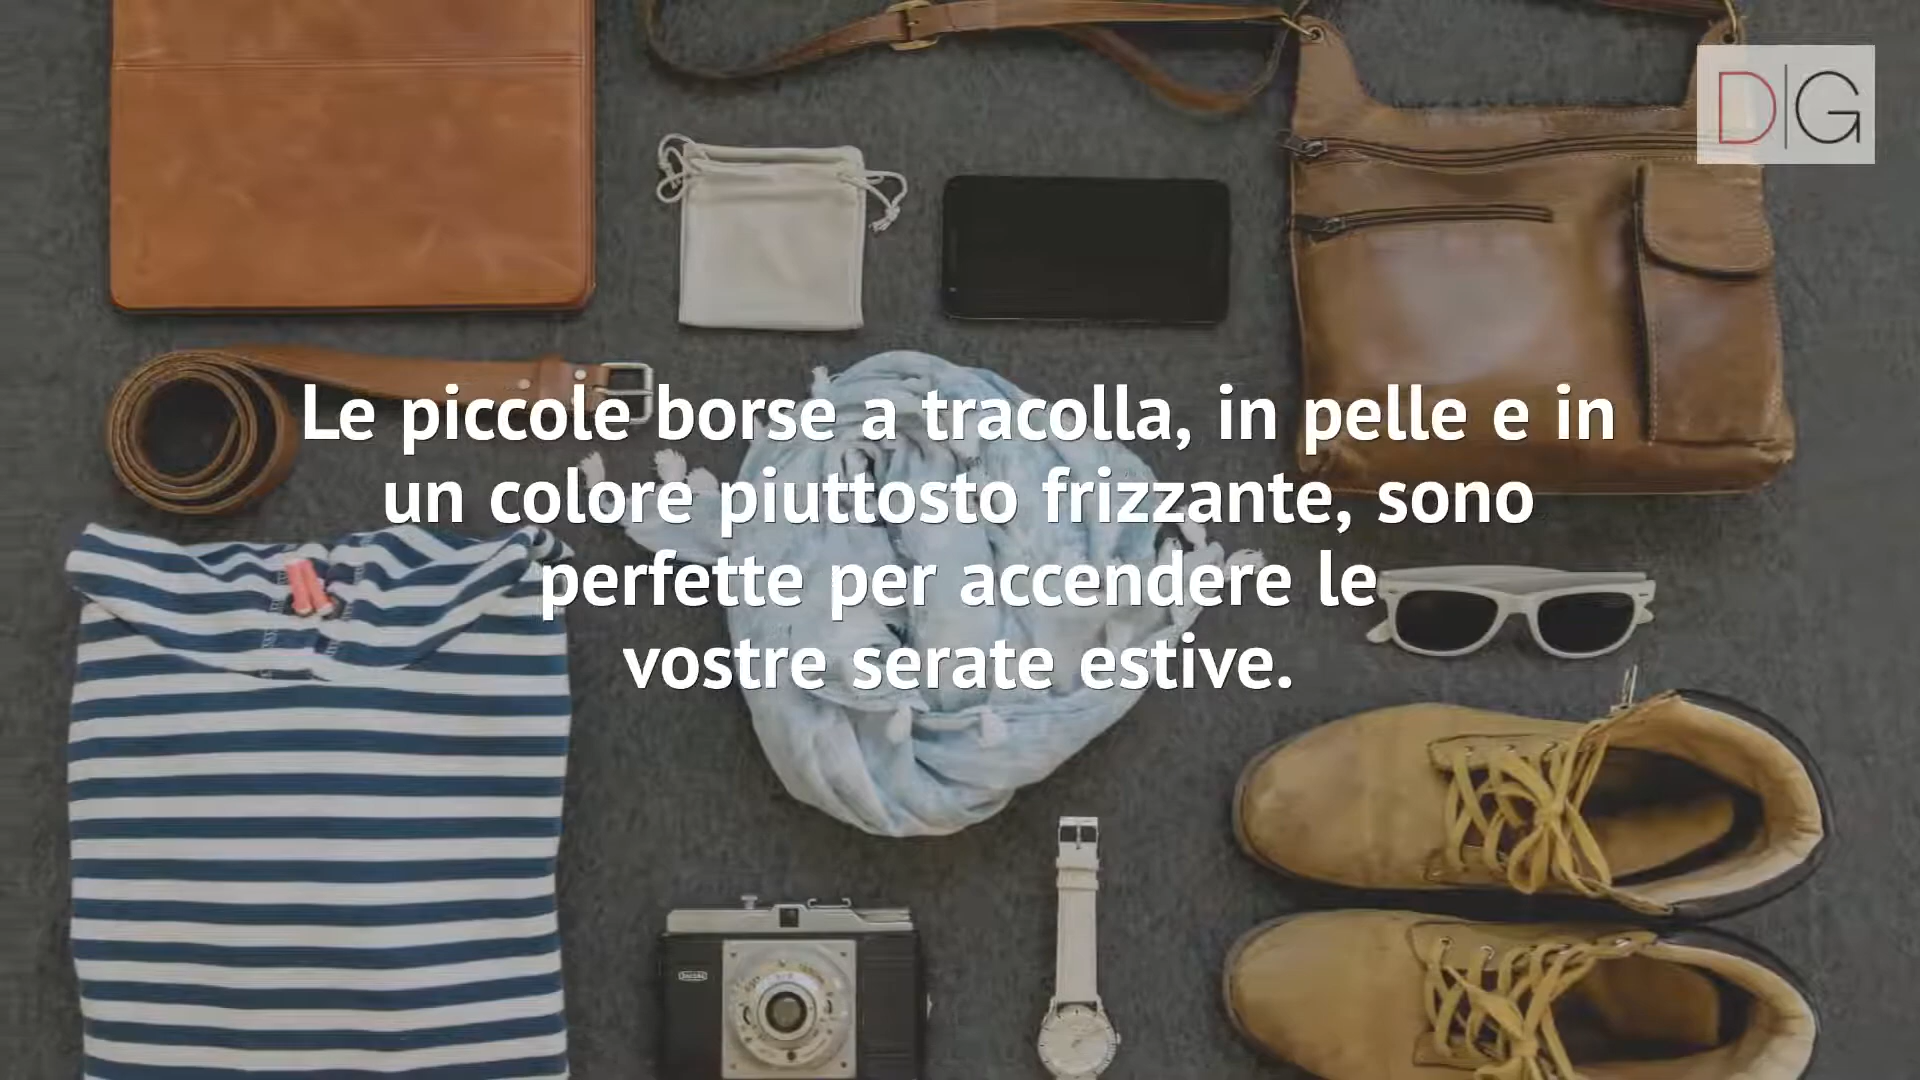 D|G
Le piccole borse a tracolla, in pelle e in
un colore piuttosto frizzante, sono
perfette per accendere le
vostre serate estive.